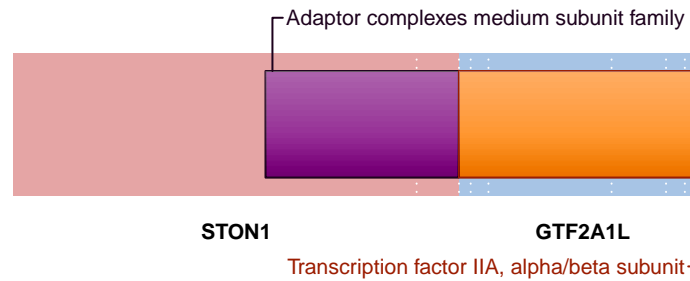 Adaptor complexes medium subunit family
STON1 GTF2A1L
Transcription factor IIA, alpha/beta subunit